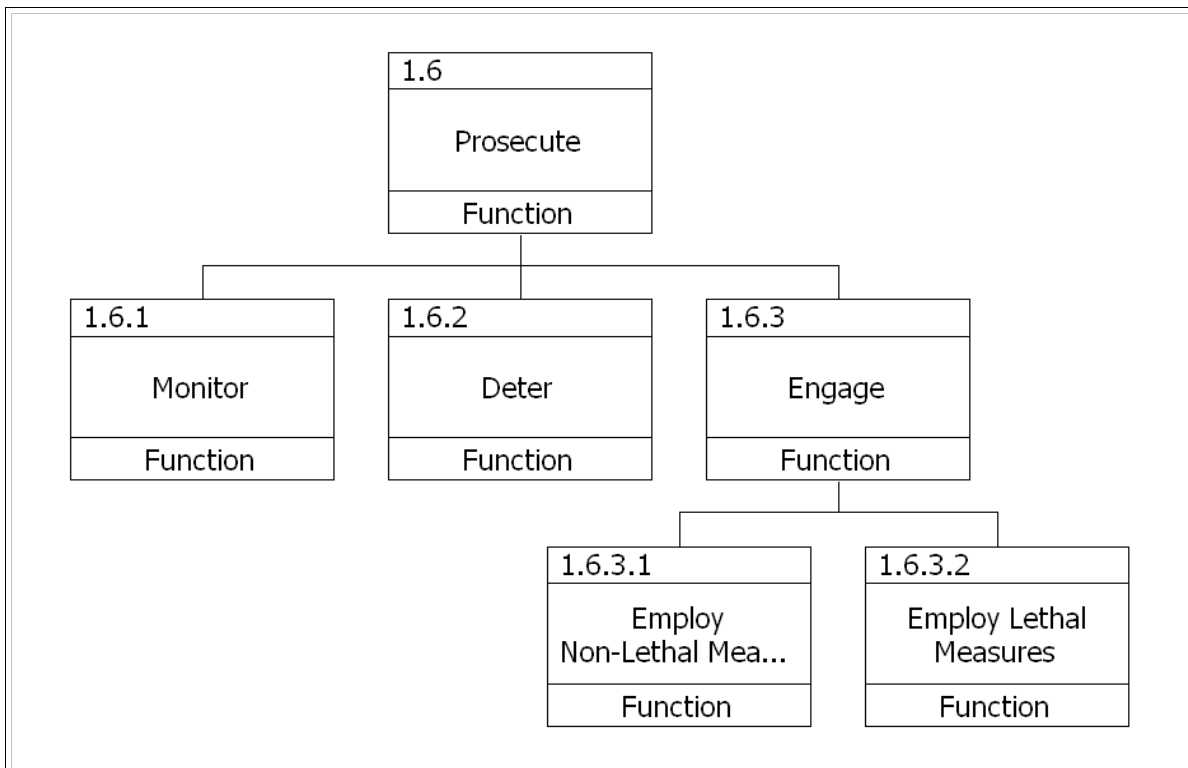 1.6
Prosecute
Function
1.6.1
Monitor
Function
1.6.2
Deter
Function
1.6.3
Engage
Function
1.6.3.1
Employ
Non-Lethal Mea...
Function
1.6.3.2
Employ Lethal
Measures
Function